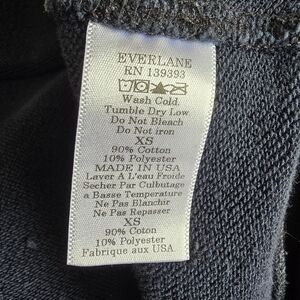 EVERLANE
RN 139393
Wash Cold
Tumble Dry Low
Do Not Bleach
Do Not iron
XS
90% Cotton
10% Polyester
MADE IN USA
Laver A L'eau Froide
Secher Par Culbutage
a Basse Temperature
Ne Pas Blanchir
Ne Pas Repasser
XS
90% Coton
10% Polyester
Fabrique aux USA